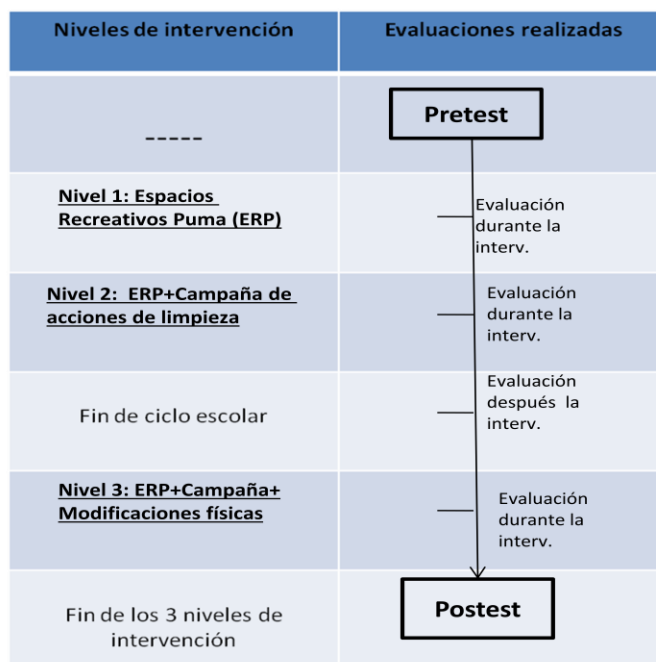 Niveles de intervención
Evaluaciones realizadas
-----
Pretest
Nivel 1: Espacios
Recreativos Puma (ERP)
Evaluación
durante la
interv.
Nivel 2:  ERP+Campaña de
acciones de limpieza
Evaluación
durante la
interv.
Fin de ciclo escolar
Evaluación
después  la
interv.
Nivel 3: ERP+Campaña+
Modificaciones físicas
Evaluación
durante la
interv.
Fin de los 3 niveles de
intervención
Postest